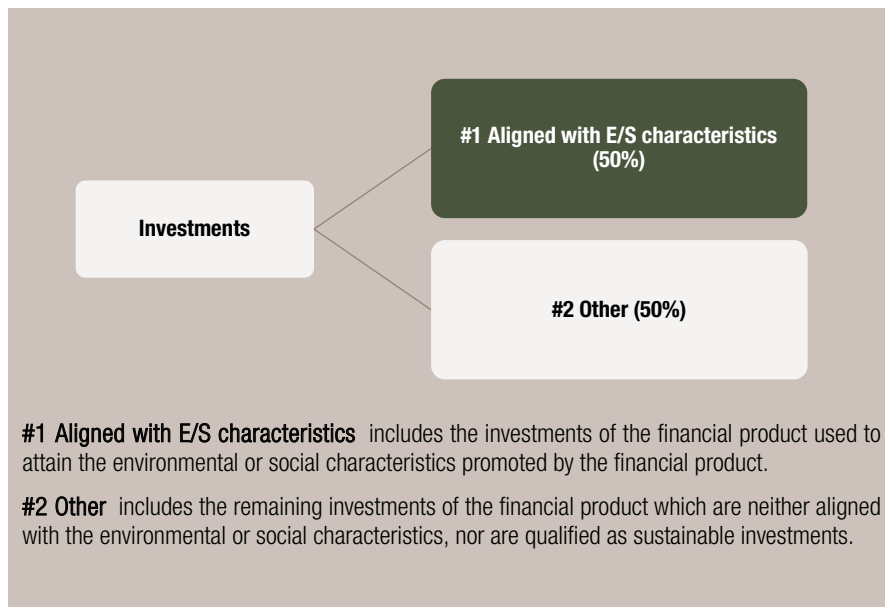 #1 Aligned with E/S characteristics
(50%)
Investments
#2 Other (50%)
#1 Aligned with E/S characteristics includes the investments of the financial product used to
attain the environmental or social characteristics promoted by the financial product.
#2 Other includes the remaining investments of the financial product which are neither aligned
with the environmental or social characteristics, nor are qualified as sustainable investments.